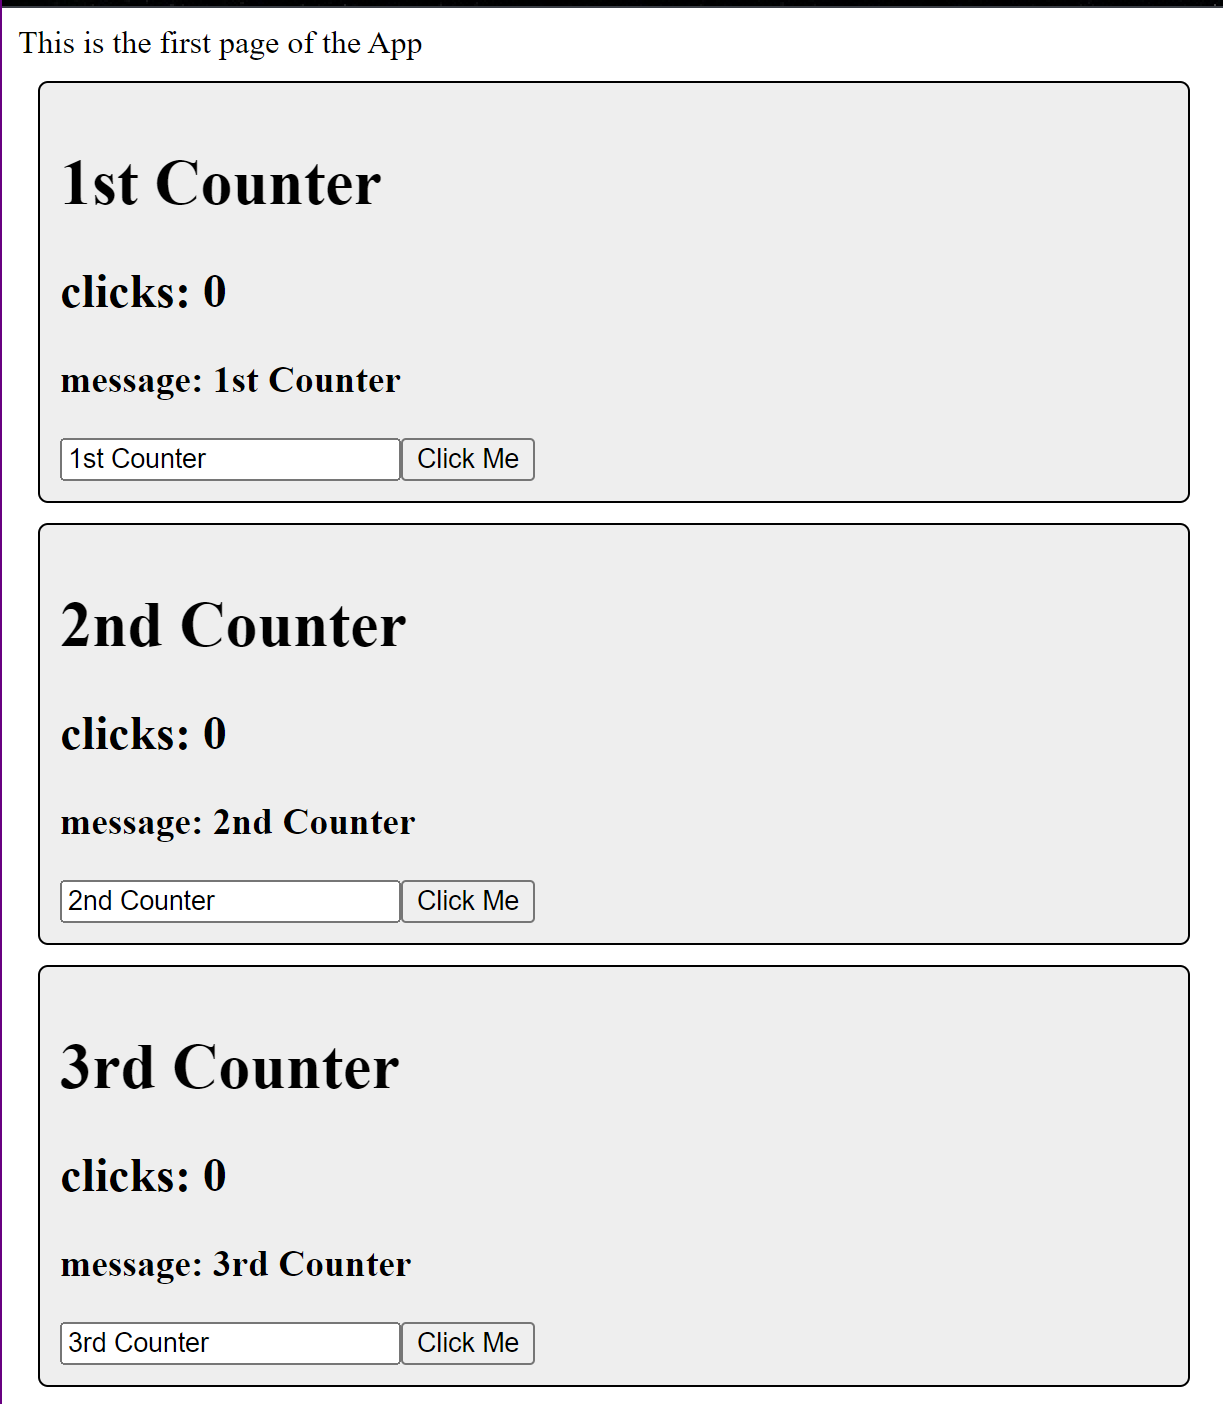 This is the first page of the App
1st Counter
clicks: 0
message: 1st Counter
1st Counter Click Me
2nd Counter
clicks: 0
message: 2nd Counter
2nd Counter Click Me
3rd Counter
clicks: 0
message: 3rd Counter
3rd Counter Click Me